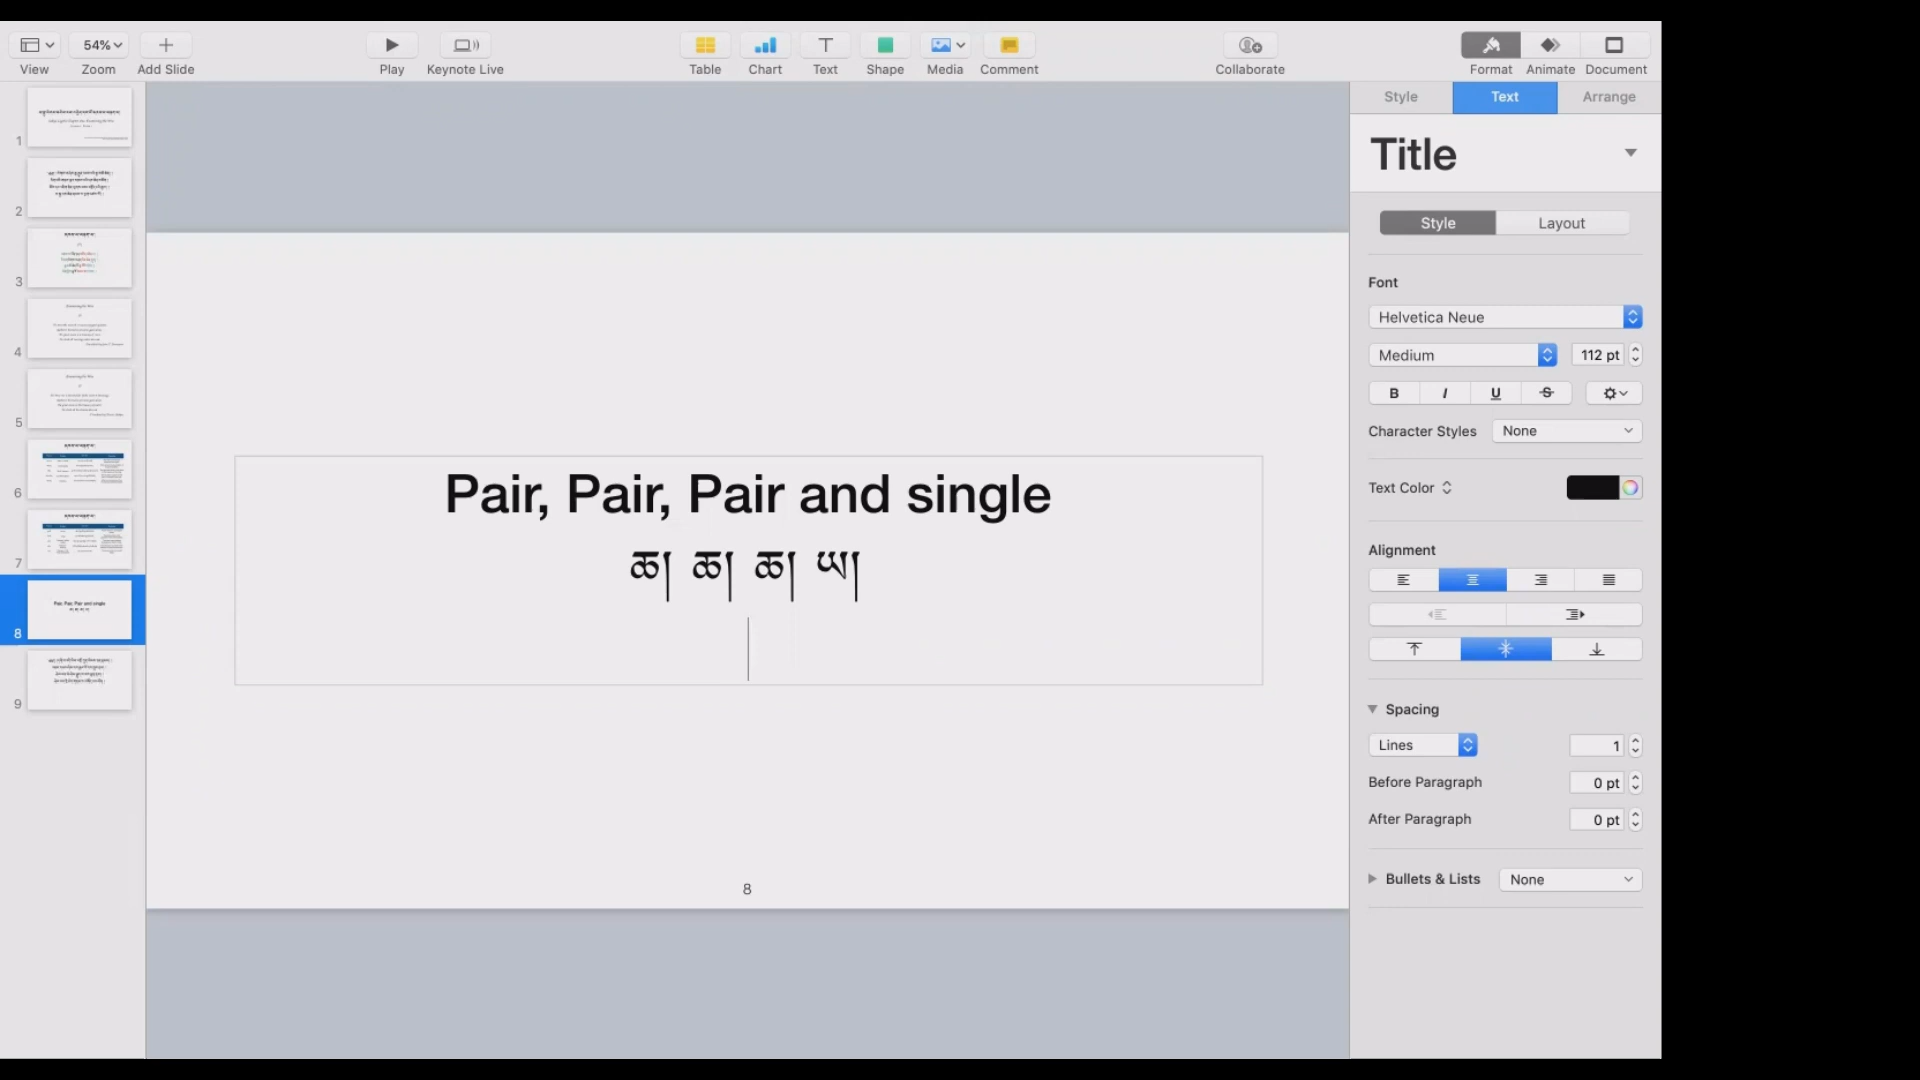 54%
View
Zoom
Add Slide
Play
Keynote Live
Table
Chart
Text
Shape
Media
Comment
Collaborate
Format
Animate
Document
1
2
3
4
5
6
7
8
9
Pair, Pair, Pair and single
ཆ། ཆ། ཆ། ཡ།
8
Style
Text
Arrange
Title
Style
Layout
Font
Helvetica Neue
Medium
112 pt
B I U S
Character Styles
None
Text Color
Alignment
Spacing
Lines
1
Before Paragraph
0 pt
After Paragraph
0 pt
Bullets & Lists
None